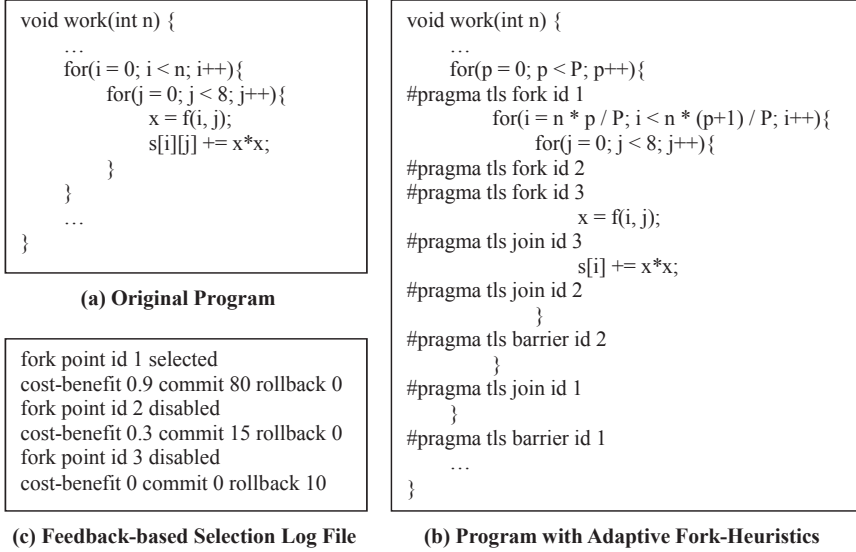 void work(int n) {
…
for(i = 0; i < n; i++){
for(j = 0; j < 8; j++){
x = f(i, j);
s[i][j] += x*x;
}
}
…
}
(a) Original Program
fork point id 1 selected
cost-benefit 0.9 commit 80 rollback 0
fork point id 2 disabled
cost-benefit 0.3 commit 15 rollback 0
fork point id 3 disabled
cost-benefit 0 commit 0 rollback 10
(c) Feedback-based Selection Log File
void work(int n) {
…
for(p = 0; p < P; p++){
#pragma tls fork id 1
for(i = n * p / P; i < n * (p+1) / P; i++){
for(j = 0; j < 8; j++){
#pragma tls fork id 2
#pragma tls fork id 3
x = f(i, j);
#pragma tls join id 3
s[i] += x*x;
#pragma tls join id 2
}
#pragma tls barrier id 2
}
#pragma tls join id 1
}
#pragma tls barrier id 1
…
}
(b) Program with Adaptive Fork-Heuristics